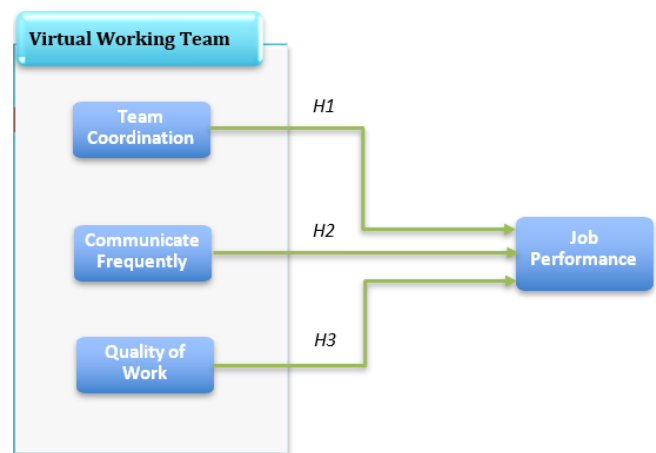 Virtual Working Team
Team
Coordination
H1
Communicate
Frequently
H2
Job
Performance
Quality of
Work
H3